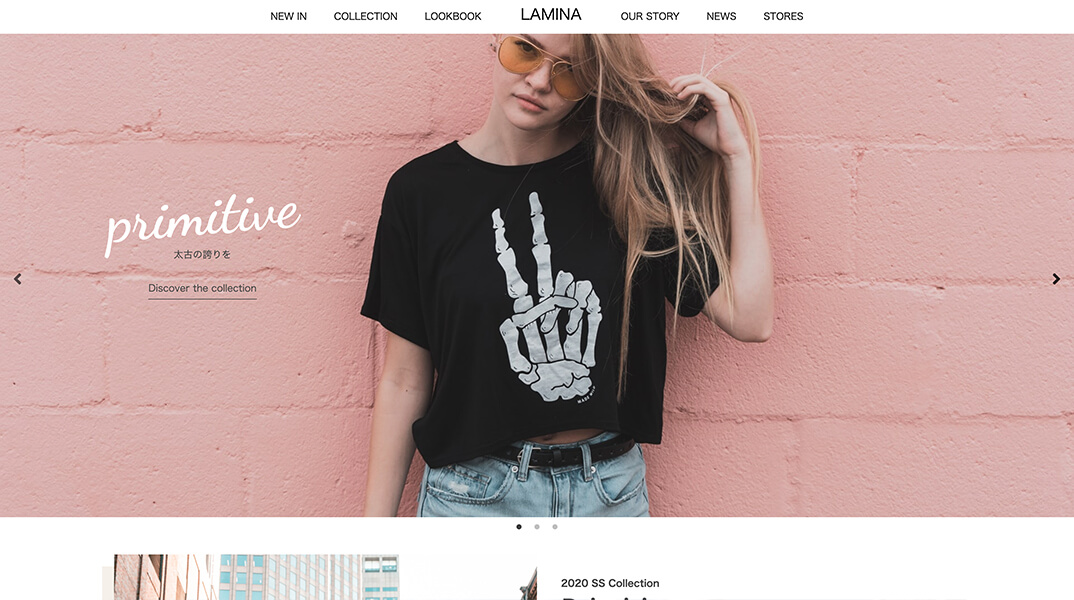 NEW IN
COLLECTION
LOOKBOOK
LAMINA
OUR STORY
NEWS
STORES
primitive
太古の誇りを
Discover the collection
2020 SS Collection